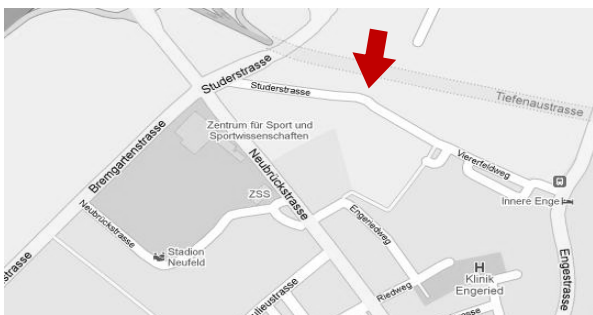 Studerstrasse
Studerstrasse
Tiefenaustrasse
Zentrum für Sport und
Sportwissenschaften
Bremgartenstrasse
Neubrückstrasse
Viererfeldweg
ZSS
Innere Enge
Neubrückstrasse
Engeriedweg
Stadion
Neufeld
Engestrasse
H
Klinik
Engeried
Riedweg